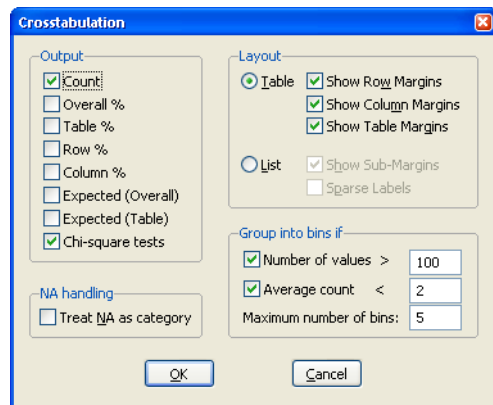 Crosstabulation
Output
Count
Overall %
Table %
Row %
Column %
Expected (Overall)
Expected (Table)
Chi-square tests
NA handling
Treat NA as category
Layout
Table
Show Row Margins
Show Column Margins
Show Table Margins
List
Show Sub-Margins
Sparse Labels
Group into bins if
Number of values > 100
Average count < 2
Maximum number of bins: 5
OK
Cancel